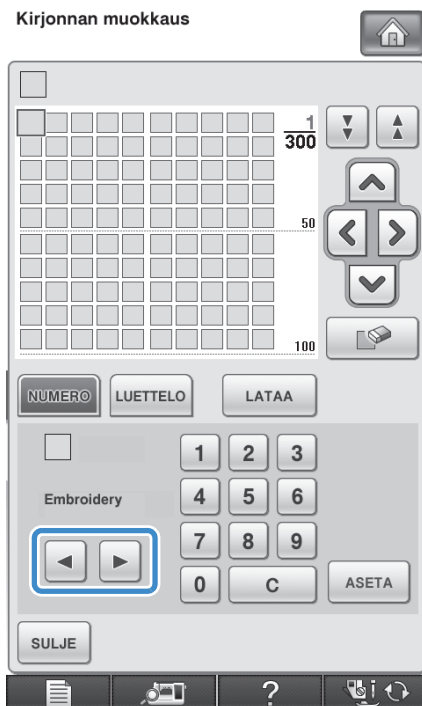 Kirjonnan muokkaus
1
300
50
100
NUMERO LUETTELO LATAA
1 2 3
Embroidery 4 5 6
7 8 9
0 C ASETA
SULJE
?